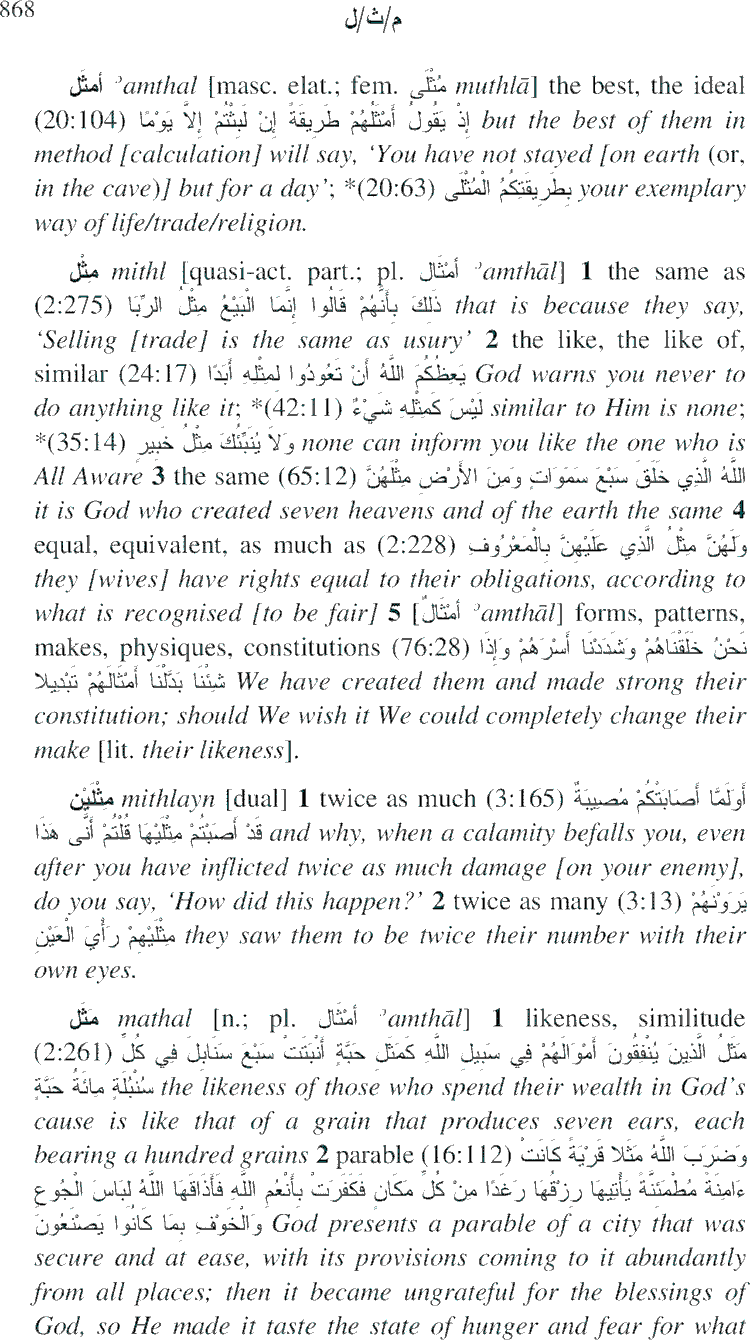 868
م/ث/ل
أمثَل ʾamthal [masc. elat.; fem. مُثْلَى muthlā] the best, the ideal
(20:104) إِذْ يَقُولُ أَمْثَلُهُمْ طَرِيقَةً إِنْ لَبِثْتُمْ إِلاَّ يَوْمًا but the best of them in
method [calculation] will say, ‘You have not stayed [on earth (or,
in the cave)] but for a day’; *(20:63) بِطَرِيقَتِكُمُ الْمُثْلَى your exemplary
way of life/trade/religion.
مِثْل mithl [quasi-act. part.; pl. أَمْثَال ʾamthāl] 1 the same as
(2:275) ذَلِكَ بِأَنَّهُمْ قَالُوا إِنَّمَا الْبَيْعُ مِثْلُ الرِّبَا that is because they say,
‘Selling [trade] is the same as usury’ 2 the like, the like of,
similar (24:17) يَعِظُكُمَ اللَّهُ أَنْ تَعُودُوا لِمِثْلِهِ أَبَدًا God warns you never to
do anything like it; *(42:11) لَيْسَ كَمِثْلِهِ شَيْءٌ similar to Him is none;
*(35:14) وَلاَ يُنَبِّئُكَ مِثْلُ خَبِيرٍ none can inform you like the one who is
All Aware 3 the same (65:12) اللَّهُ الَّذِي خَلَقَ سَبْعَ سَمَوَاتٍ وَمِنَ الأَرْضِ مِثْلَهُنَّ
it is God who created seven heavens and of the earth the same 4
equal, equivalent, as much as (2:228) وَلَهُنَّ مِثْلُ الَّذِي عَلَيْهِنَّ بِالْمَعْرُوفِ
they [wives] have rights equal to their obligations, according to
what is recognised [to be fair] 5 [أَمْثَالٌ ʾamthāl] forms, patterns,
makes, physiques, constitutions (76:28) نَحْنُ خَلَقْنَاهُمْ وَشَدَدْنَا أَسْرَهُمْ وَإِذَا
شِئْنَا بَدَّلْنَا أَمْثَالَهُمْ تَبْدِيلا We have created them and made strong their
constitution; should We wish it We could completely change their
make [lit. their likeness].
مِثْلَيْن mithlayn [dual] 1 twice as much (3:165) أَوَلَمَّا أَصَابَتْكُمْ مُصِيبَةٌ
قَدْ أَصَبْتُمْ مِثْلَيْهَا قُلْتُمْ أَنَّى هَذَا and why, when a calamity befalls you, even
after you have inflicted twice as much damage [on your enemy],
do you say, ‘How did this happen?’ 2 twice as many (3:13) يَرَوْنَهُمْ
مِثْلَيْهِمْ رَأْيَ الْعَيْنِ they saw them to be twice their number with their
own eyes.
مَثَل mathal [n.; pl. أَمْثَال ʾamthāl] 1 likeness, similitude
(2:261) مَثَلُ الَّذِينَ يُنْفِقُونَ أَمْوَالَهُمْ فِي سَبِيلِ اللَّهِ كَمَثَلِ حَبَّةٍ أَنْبَتَتْ سَبْعَ سَنَابِلَ فِي كُلِّ
سُنْبُلَةٍ مِائَةُ حَبَّةٍ the likeness of those who spend their wealth in God’s
cause is like that of a grain that produces seven ears, each
bearing a hundred grains 2 parable (16:112) وَضَرَبَ اللَّهُ مَثَلا قَرْيَةً كَانَتْ
ءَامِنَةً مُطْمَئِنَّةً يَأْتِيهَا رِزْقُهَا رَغَدًا مِنْ كُلِّ مَكَانٍ فَكَفَرَتْ بِأَنْعُمِ اللَّهِ فَأَذَاقَهَا اللَّهُ لِبَاسَ الْجُوعِ
وَالْخَوْفِ بِمَا كَانُوا يَصْنَعُونَ God presents a parable of a city that was
secure and at ease, with its provisions coming to it abundantly
from all places; then it became ungrateful for the blessings of
God, so He made it taste the state of hunger and fear for what